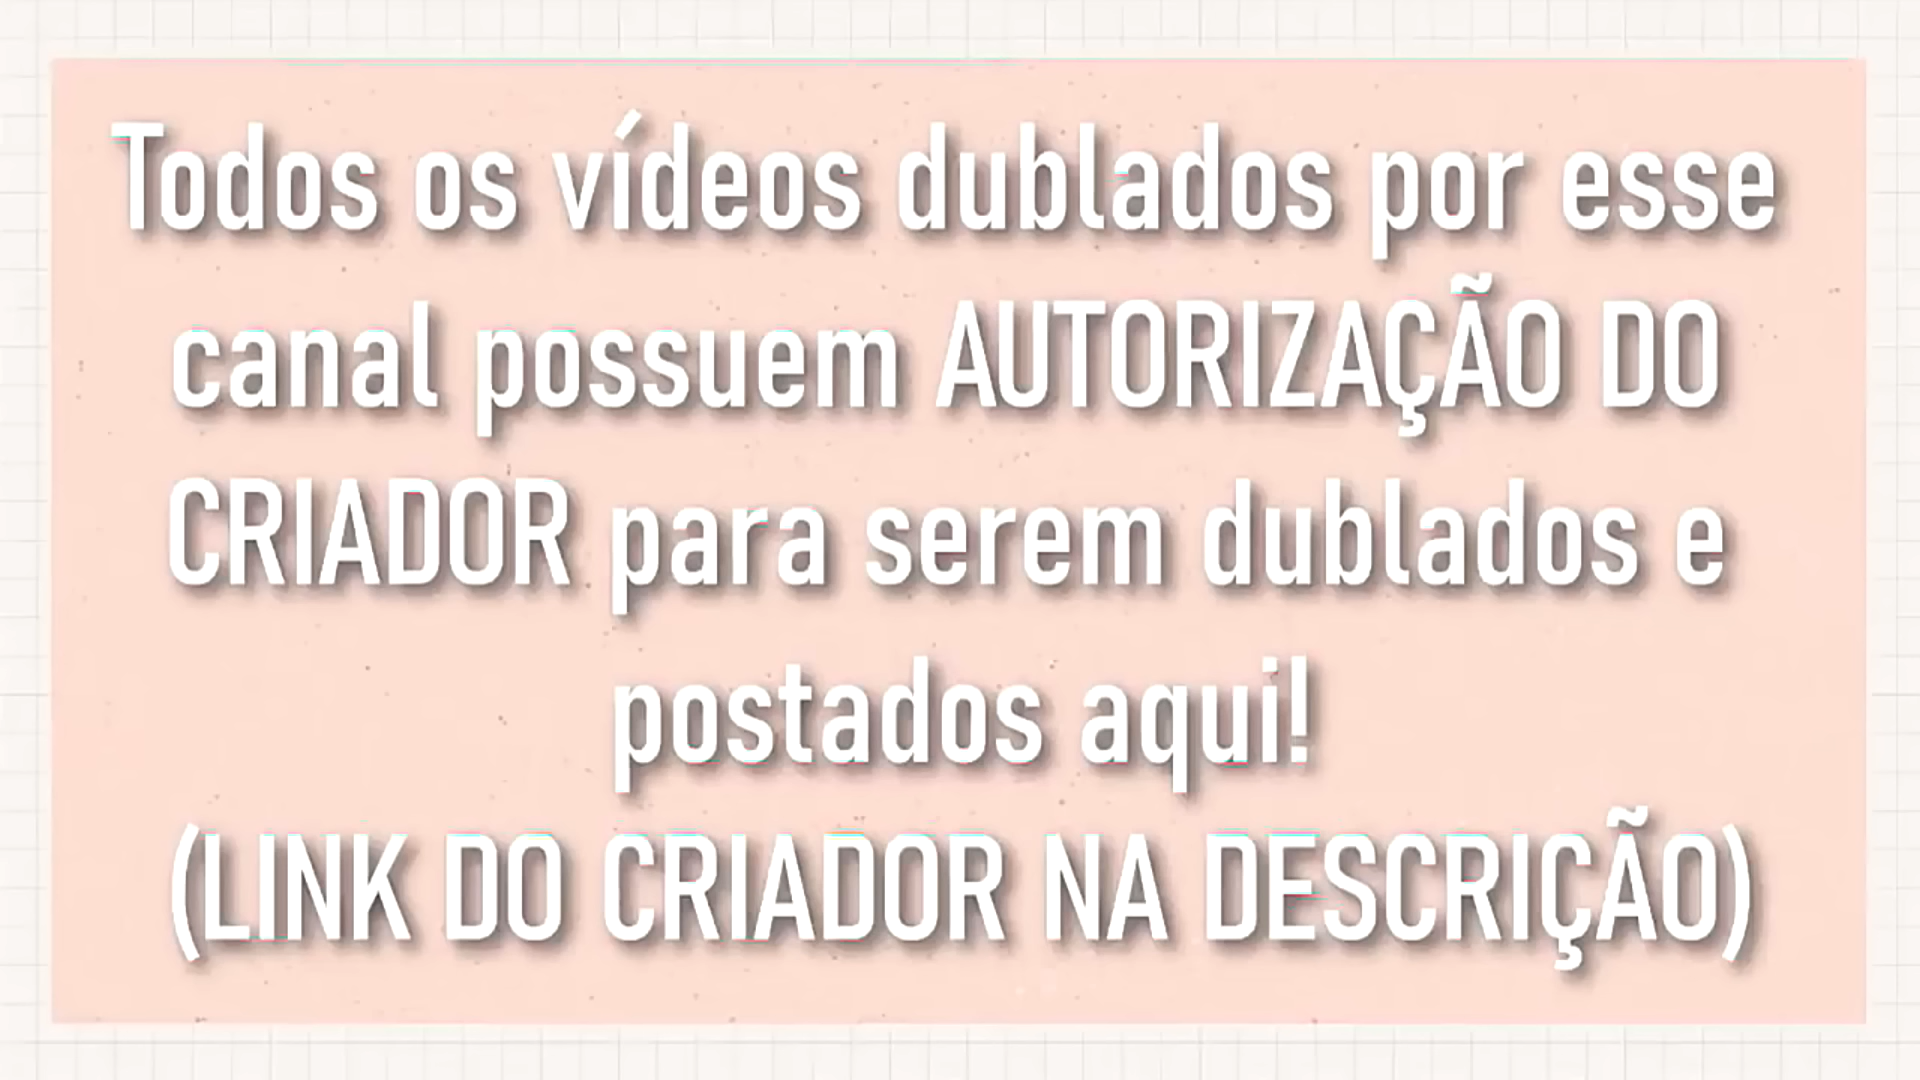 Todos os vídeos dublados por esse
canal possuem AUTORIZAÇÃO DO
CRIADOR para serem dublados e
postados aqui!
(LINK DO CRIADOR NA DESCRIÇÃO)